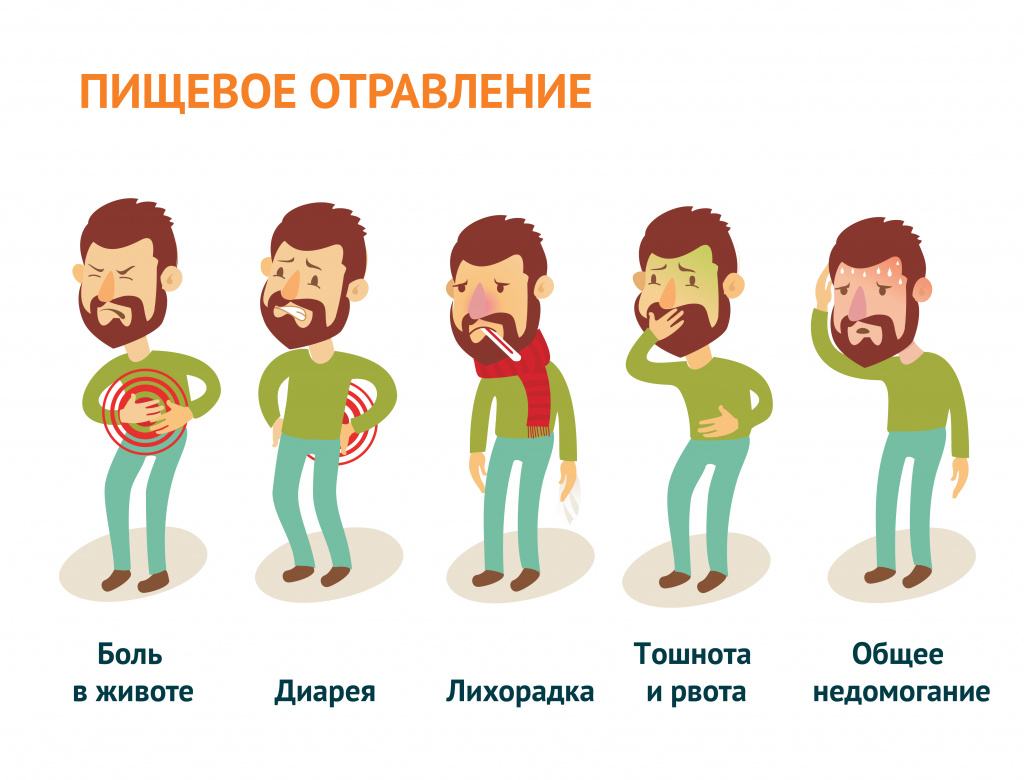 ПИЩЕВОЕ ОТРАВЛЕНИЕ
Боль
в животе
Диарея
Лихорадка
Тошнота
и рвота
Общее
недомогание